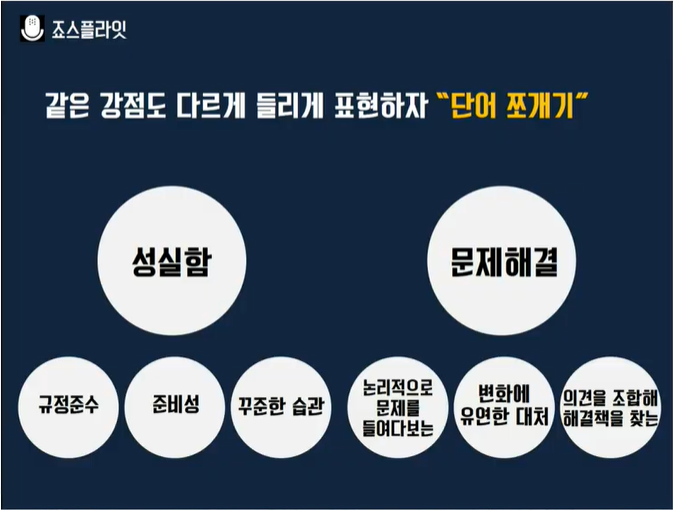 죠스플라잇
같은 강점도 다르게 들리게 표현하자 “단어 쪼개기”
성실함
문제해결
규정준수
준비성
꾸준한 습관
논리적으로
문제를
들여다보는
변화에
유연한 대처
의견을 조합해
해결책을 찾는